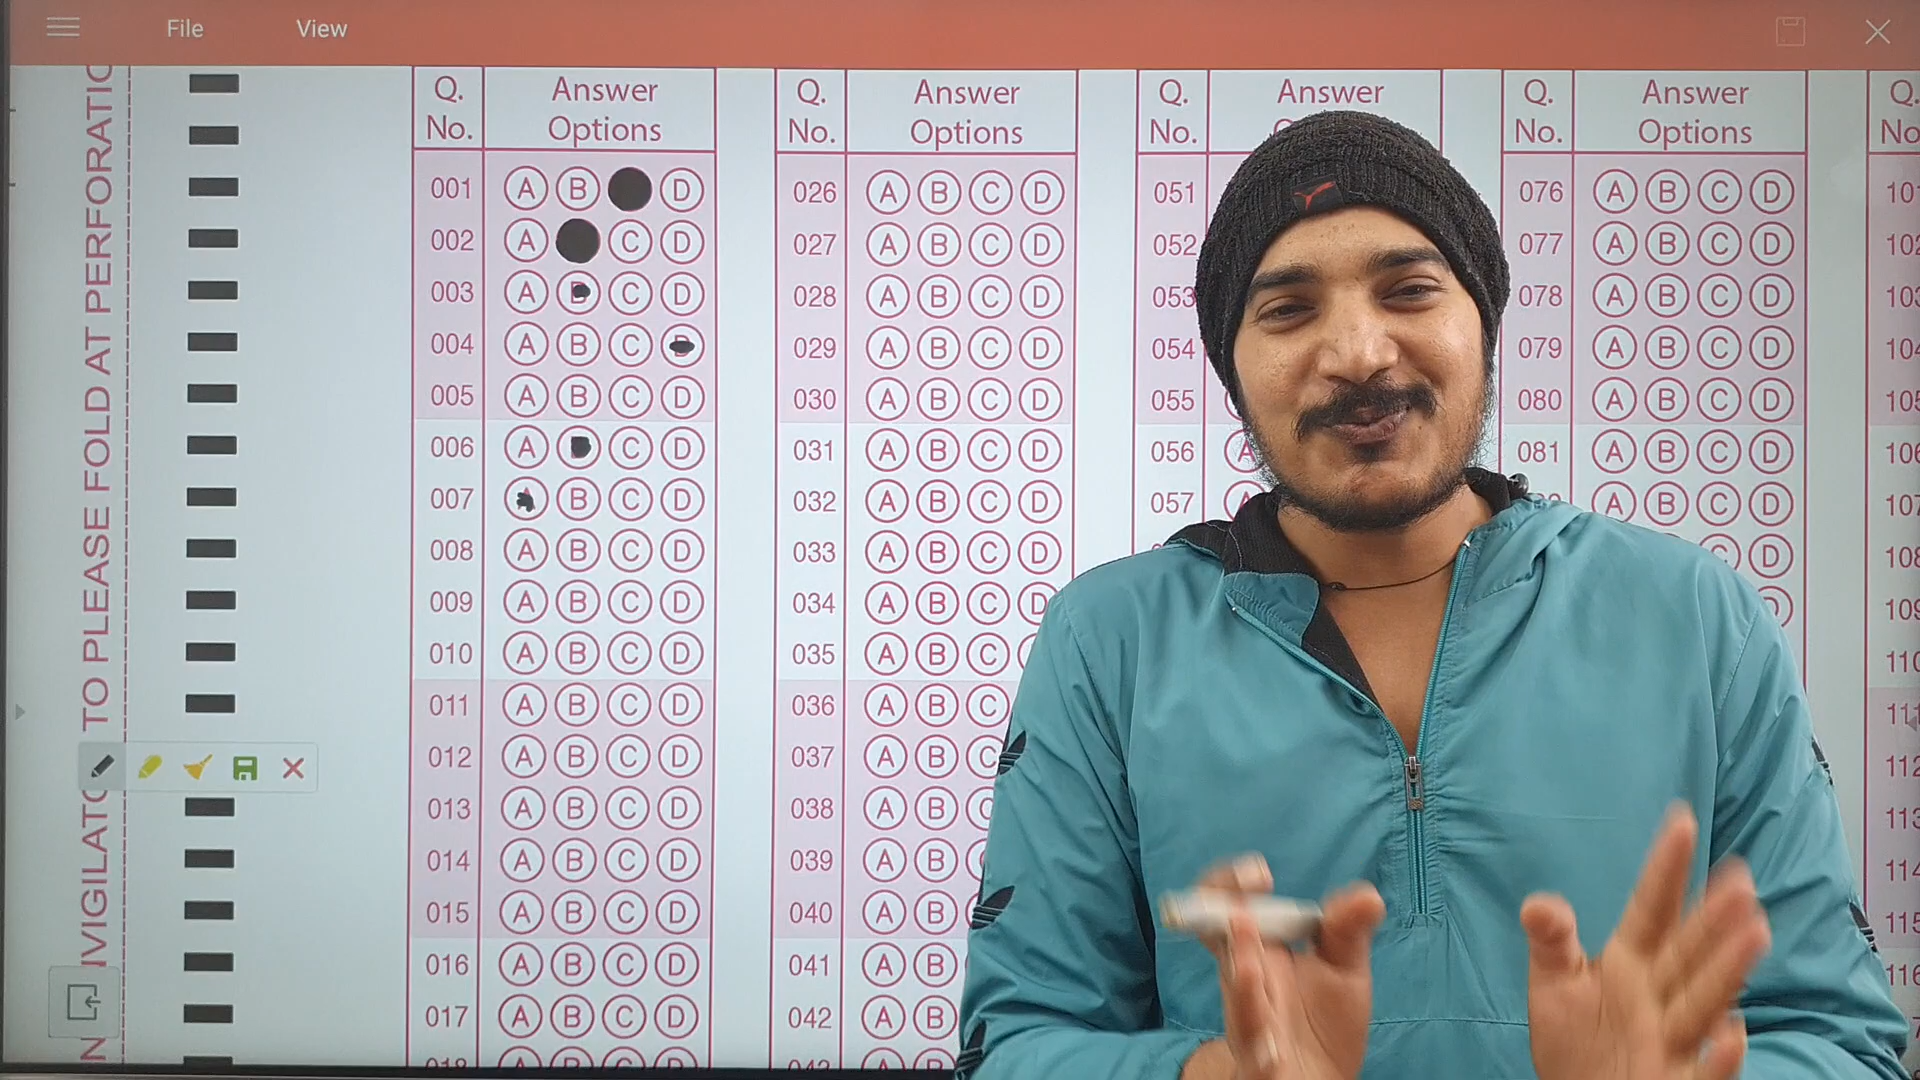 File View
TO PLEASE FOLD AT PERFORATIO
Q. No. Answer Options Q. No. Answer Options Q. No. Answer Options Q. No. Answer Options Q. No.
001 A B D 026 A B C D 051 076 A B C D
002 A C D 027 A B C D 052 077 A B C D
003 A B C D 028 A B C D 053 078 A B C D
004 A B C D 029 A B C D 054 079 A B C D
005 A B C D 030 A B C D 055 080 A B C D
006 A B C D 031 A B C D 056 A 081 A B C D
007 A B C D 032 A B C D 057 A B C D
008 A B C D 033 A B C D C D
009 A B C D 034 A B C D
010 A B C D 035 A B C
011 A B C D 036 A B C
012 A B C D 037 A B C
013 A B C D 038 A B C
014 A B C D 039 A B
015 A B C D 040 A B
016 A B C D 041 A B
017 A B C D 042 A B